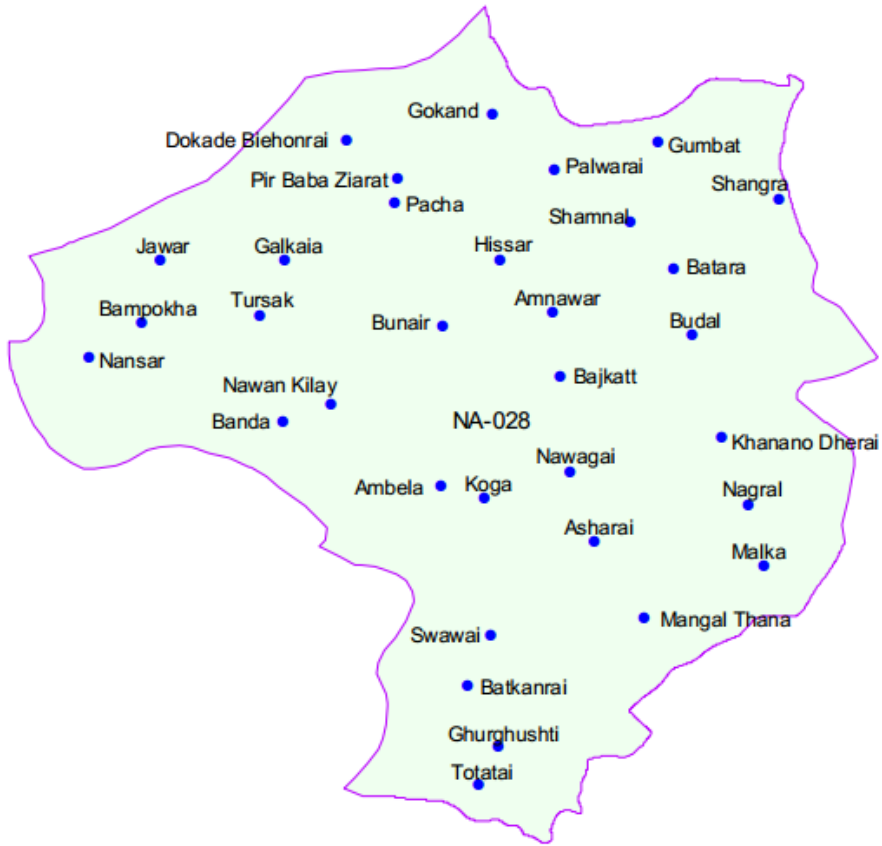 Gokand
Dokade Biehonrai
Gumbat
Palwarai
Pir Baba Ziarat
Shangra
Pacha
Shamnal
Jawar
Galkaia
Hissar
Batara
Amnawar
Tursak
Bampokha
Bunair
Budal
Nansar
Bajkatt
Nawan Kilay
Banda
NA-028
Khanano Dherai
Nawagai
Koga
Ambela
Nagral
Asharai
Malka
Mangal Thana
Swawai
Batkanrai
Ghurghushti
Totatai